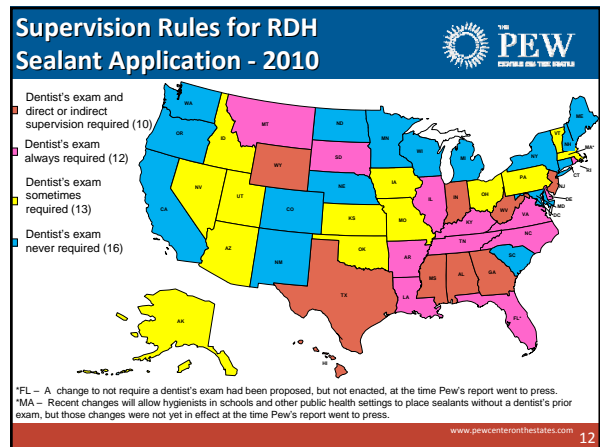 Supervision Rules for RDH
Sealant Application - 2010
THE
PEW
CENTER ON THE STATES
Dentist's exam and
direct or indirect
supervision required (10)
Dentist's exam
always required (12)
Dentist's exam
sometimes
required (13)
Dentist's exam
never required (16)
WA
OR
CA
ID
NV
MT
WY
UT
AZ
CO
NM
ND
SD
NE
KS
OK
TX
MN
IA
MO
AR
LA
WI
IL
MI
IN
OH
KY
TN
MS
AL
GA
FL*
SC
NC
VA
WV
PA
NY
VT
NH
ME
MA*
RI
CT
NJ
DE
MD
DC
AK
HI
*FL – A change to not require a dentist's exam had been proposed, but not enacted, at the time Pew's report went to press.
*MA – Recent changes will allow hygienists in schools and other public health settings to place sealants without a dentist's prior
exam, but those changes were not yet in effect at the time Pew's report went to press.
www.pewcenteronthestates.com
12